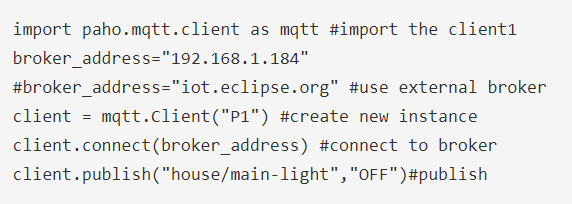 import paho.mqtt.client as mqtt #import the client1
broker_address="192.168.1.184"
#broker_address="iot.eclipse.org" #use external broker
client = mqtt.Client("P1") #create new instance
client.connect(broker_address) #connect to broker
client.publish("house/main-light","OFF")#publish